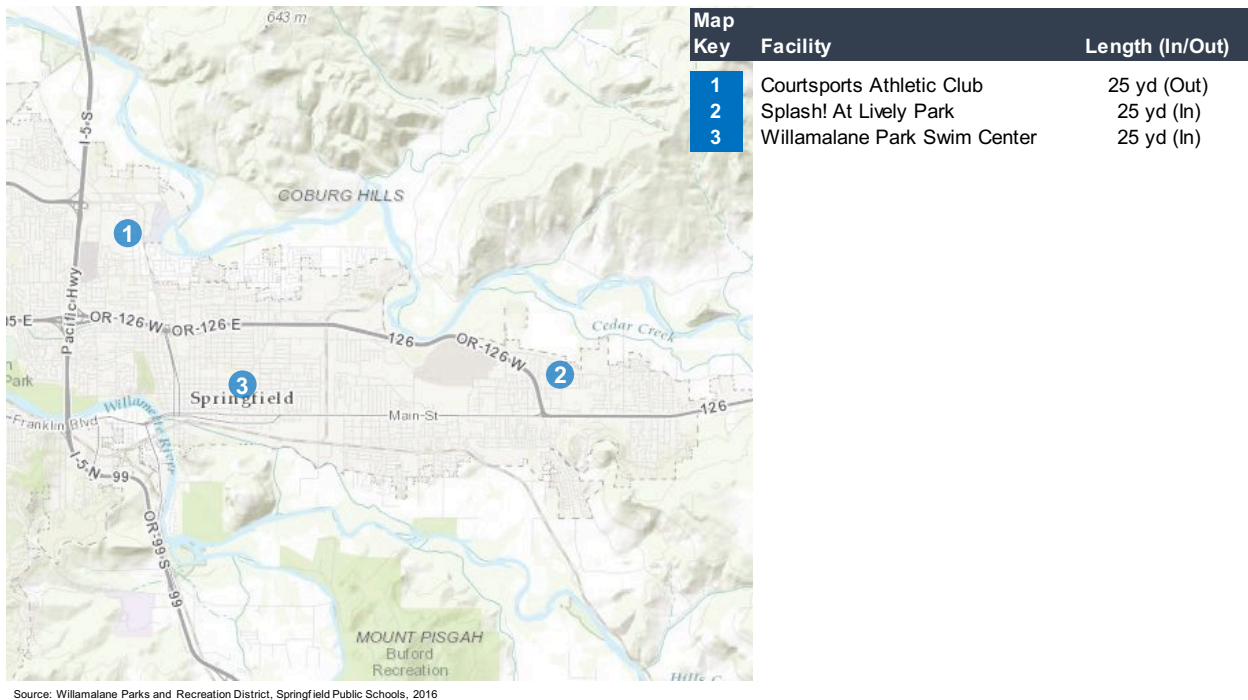 643 m
I-5-S
COBURG HILLS
1
Pacific Hwy
05-E
OR-126-W
OR-126-E
126
OR-126-W
Cedar Creek
2
3
Park
Springfield
Willamette River
Franklin Blvd
Main-St
126
I-5-N
99
OR-99-S
99
MOUNT PISGAH
Buford
Recreation
Hills C
Map
Key Facility Length (In/Out)
1 Courtsports Athletic Club 25 yd (Out)
2 Splash! At Lively Park 25 yd (In)
3 Willamalane Park Swim Center 25 yd (In)
Source: Willamalane Parks and Recreation District, Springfield Public Schools, 2016